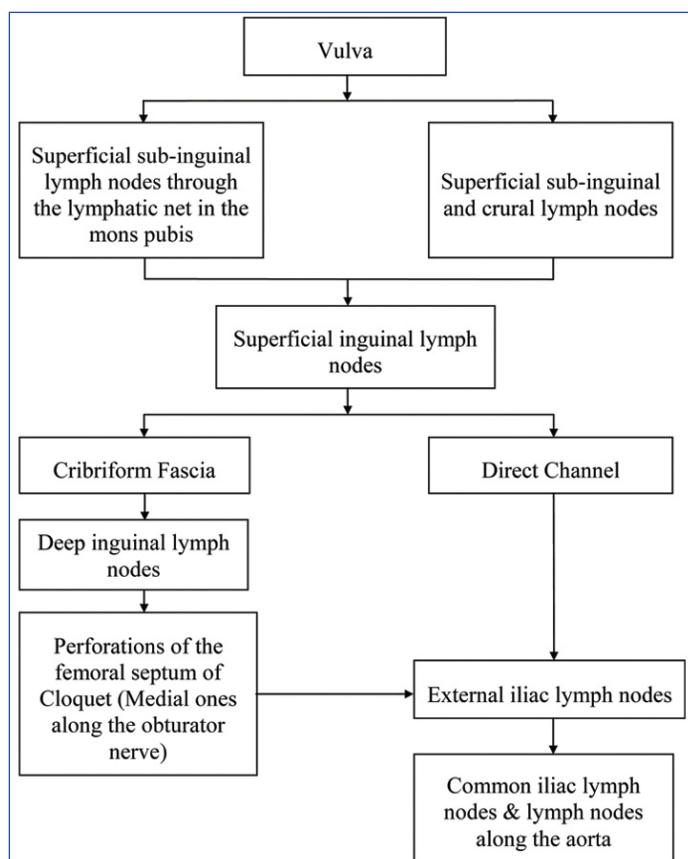 Vulva
Superficial sub-inguinal
lymph nodes through
the lymphatic net in the
mons pubis
Superficial sub-inguinal
and crural lymph nodes
Superficial inguinal lymph
nodes
Cribriform Fascia
Direct Channel
Deep inguinal lymph
nodes
Perforations of the
femoral septum of
Cloquet (Medial ones
along the obturator
nerve)
External iliac lymph nodes
Common iliac lymph
nodes & lymph nodes
along the aorta